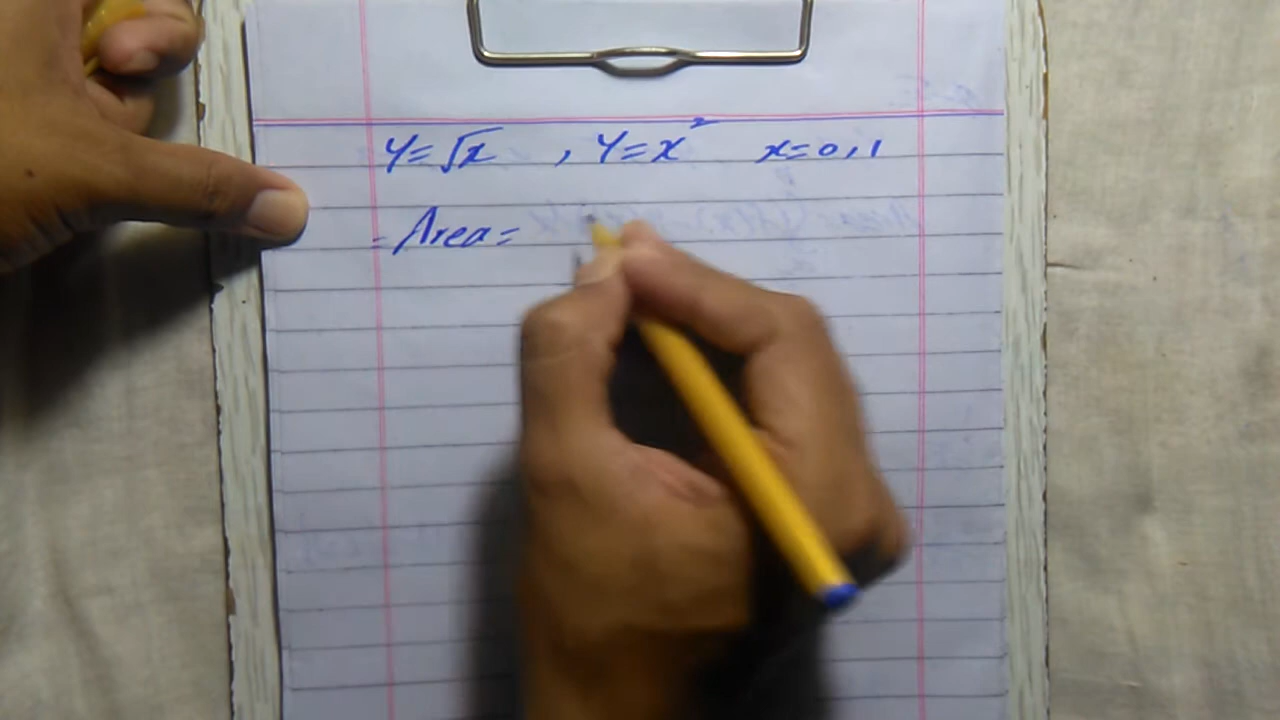 y=√x , y=x² x=0,1
= Area =